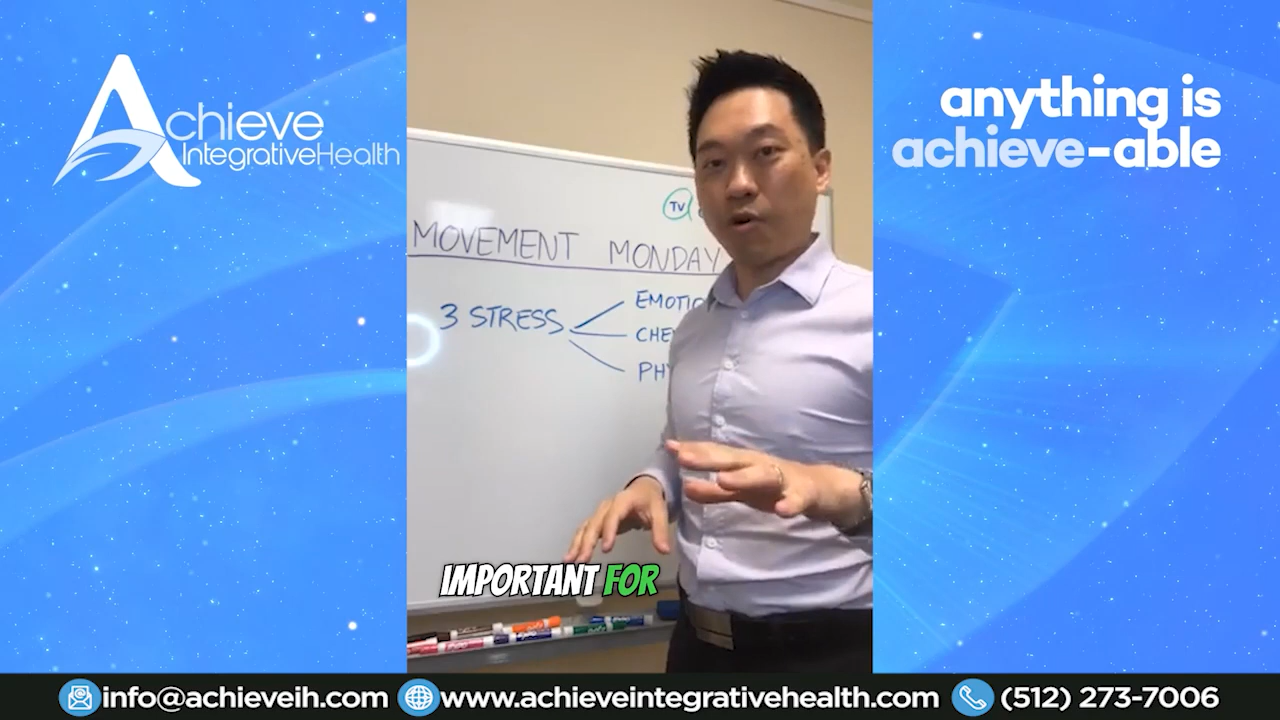 Achieve
IntegrativeHealth
anything is
achieve-able
TV
MOVEMENT MONDAY
3 STRESS
IMPORTANT FOR
info@achieveih.com
www.achieveintegrativehealth.com
(512) 273-7006